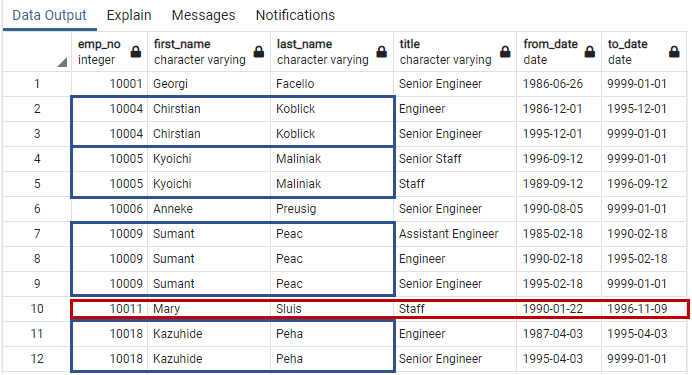 Data Output Explain Messages Notifications
emp_no first_name last_name title from_date to_date
integer character varying character varying character varying date date
1 10001 Georgi Facello Senior Engineer 1986-06-26 9999-01-01
2 10004 Chirstian Koblick Engineer 1986-12-01 1995-12-01
3 10004 Chirstian Koblick Senior Engineer 1995-12-01 9999-01-01
4 10005 Kyoichi Maliniak Senior Staff 1996-09-12 9999-01-01
5 10005 Kyoichi Maliniak Staff 1989-09-12 1996-09-12
6 10006 Anneke Preusig Senior Engineer 1990-08-05 9999-01-01
7 10009 Sumant Peac Assistant Engineer 1985-02-18 1990-02-18
8 10009 Sumant Peac Engineer 1990-02-18 1995-02-18
9 10009 Sumant Peac Senior Engineer 1995-02-18 9999-01-01
10 10011 Mary Sluis Staff 1990-01-22 1996-11-09
11 10018 Kazuhide Peha Engineer 1987-04-03 1995-04-03
12 10018 Kazuhide Peha Senior Engineer 1995-04-03 9999-01-01